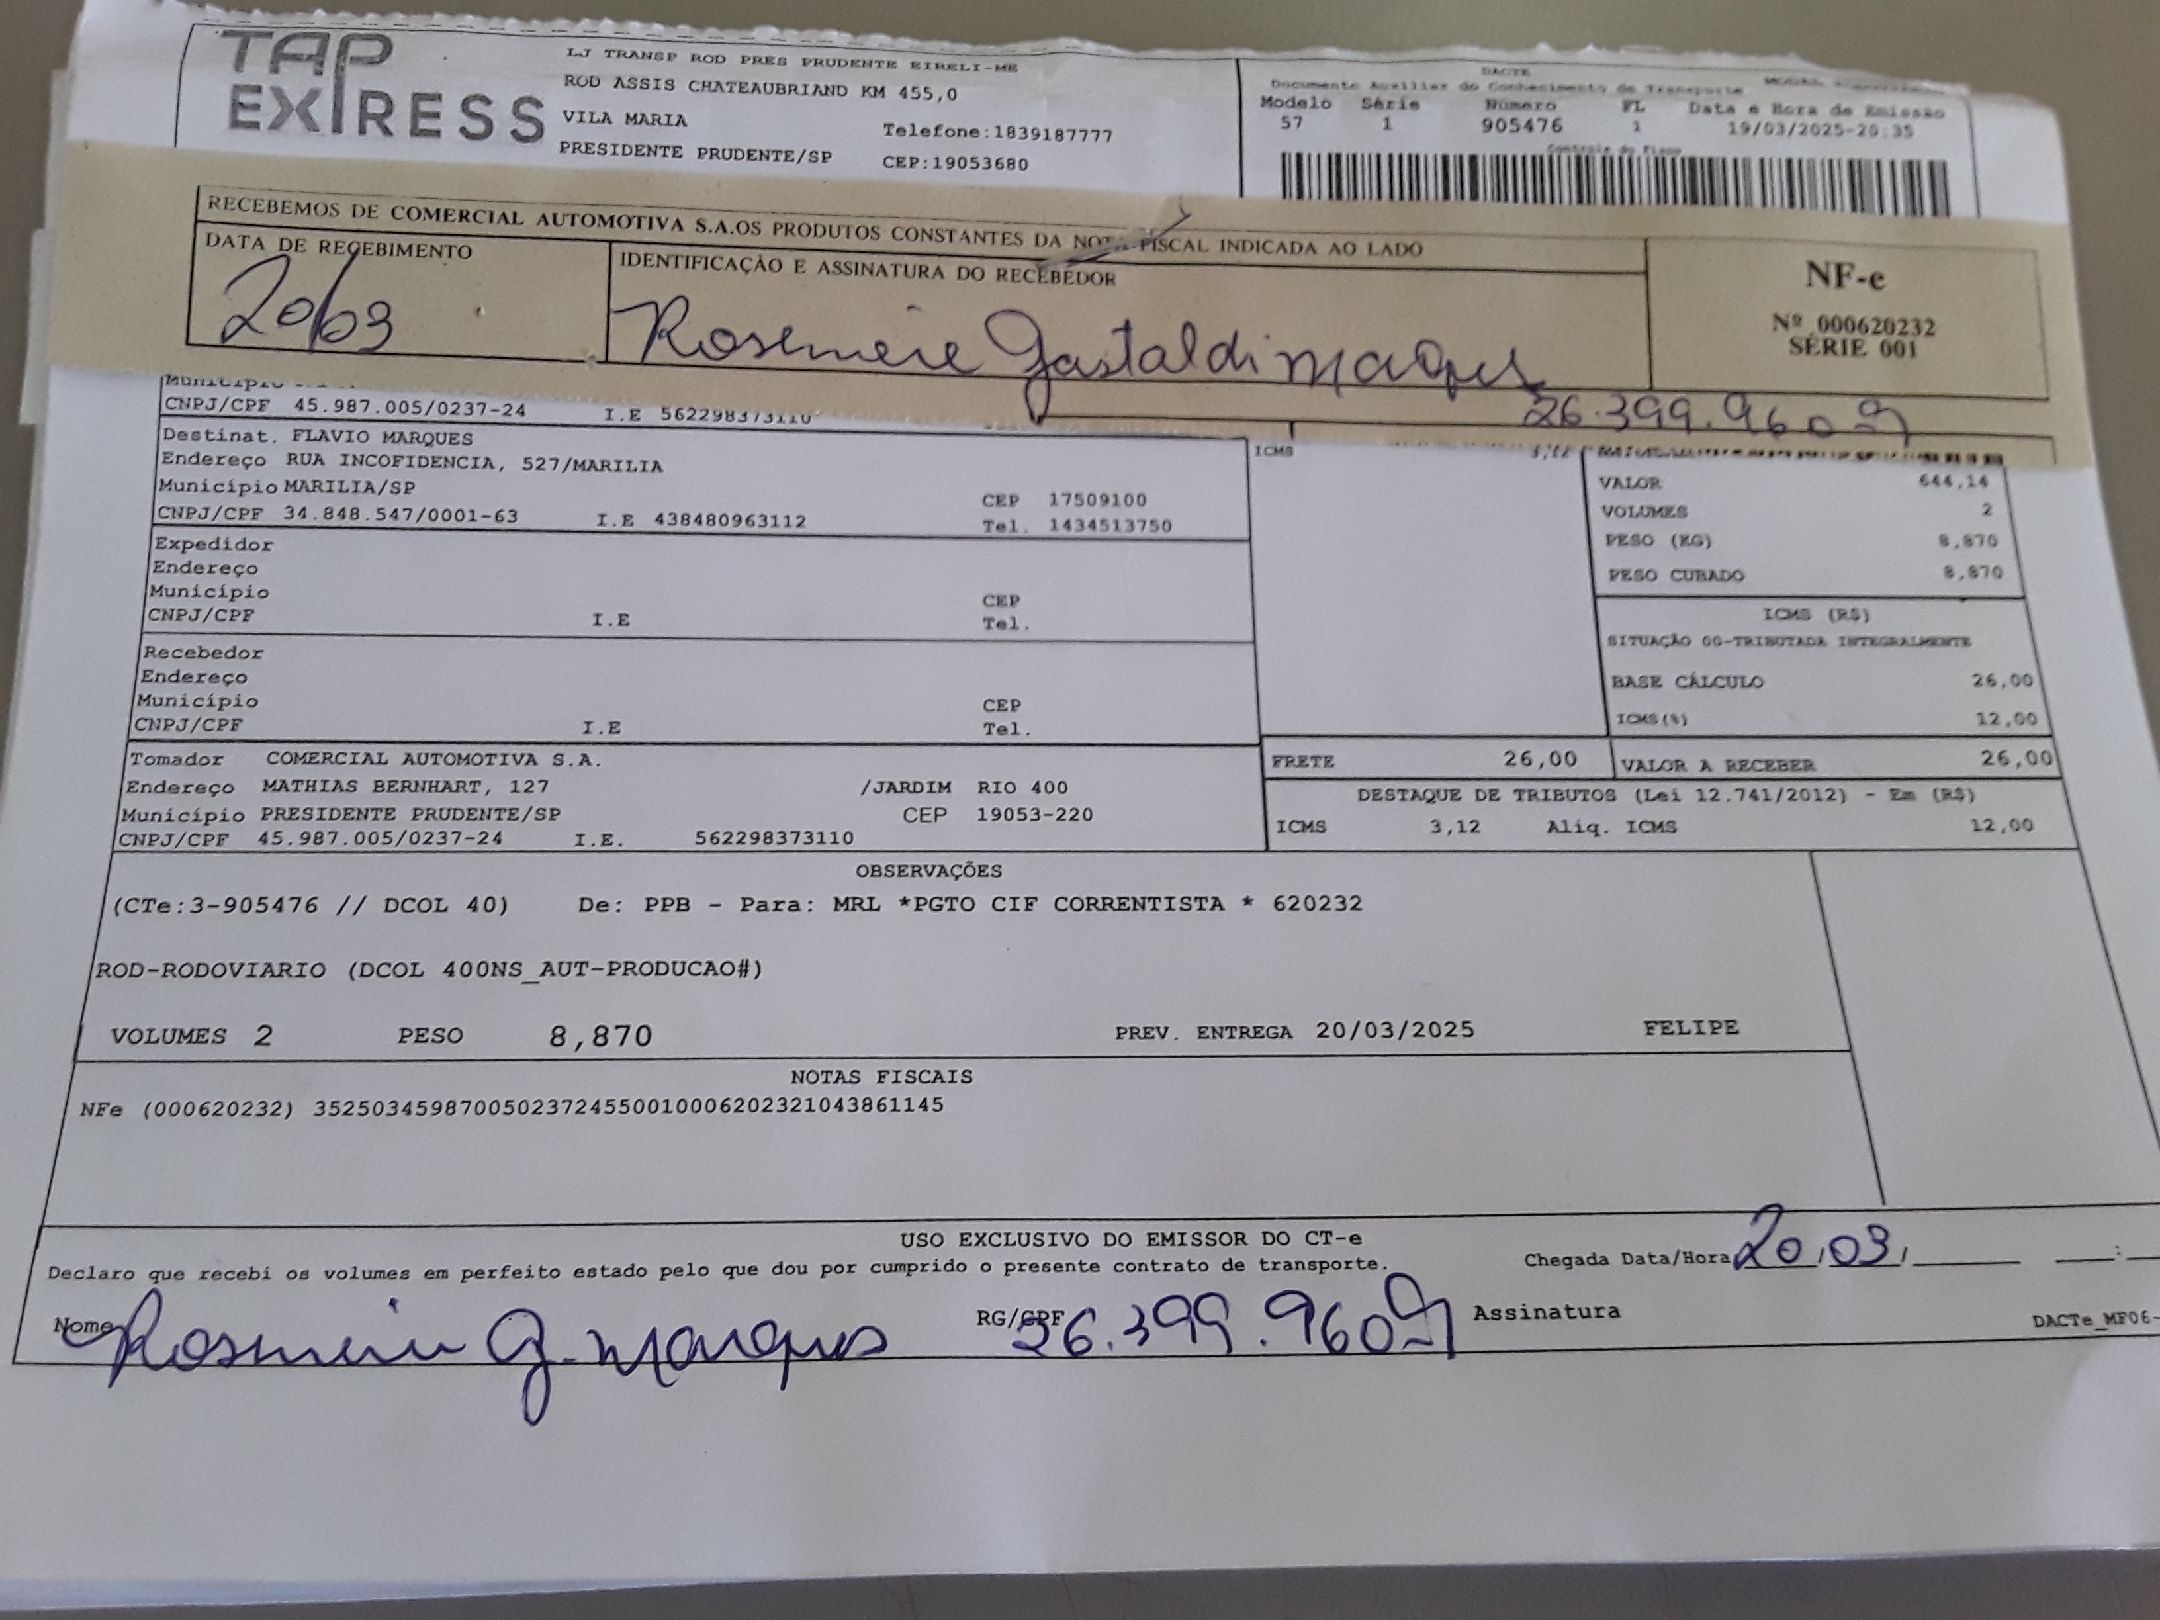 TAP EXPRESS
LJ TRANSP ROD PRES PRUDENTE EIRELI-ME
ROD ASSIS CHATEAUBRIAND KM 455,0
VILA MARIA
Telefone:1839187777
PRESIDENTE PRUDENTE/SP CEP:19053680
DACTE
Documento Auxiliar do Conhecimento de Transporte
Modelo Série Número FL Data e Hora de Emissão
57 1 905476 1 19/03/2025-20:35
Controle do Fisco
RECEBEMOS DE COMERCIAL AUTOMOTIVA S.A.OS PRODUTOS CONSTANTES DA NOTA FISCAL INDICADA AO LADO
DATA DE RECEBIMENTO
20/03
IDENTIFICAÇÃO E ASSINATURA DO RECEBEDOR
Rosemeire Gastaldi Marques
26.399.960-9
NF-e
Nº 000620232
SÉRIE 001
Município
CNPJ/CPF 45.987.005/0237-24 I.E 562298373110
Destinat. FLAVIO MARQUES
Endereço RUA INCOFIDENCIA, 527/MARILIA
Município MARILIA/SP CEP 17509100
CNPJ/CPF 34.848.547/0001-63 I.E 438480963112 Tel. 1434513750
Expedidor
Endereço
Município CEP
CNPJ/CPF I.E Tel.
Recebedor
Endereço
Município CEP
CNPJ/CPF I.E Tel.
Tomador COMERCIAL AUTOMOTIVA S.A.
Endereço MATHIAS BERNHART, 127 /JARDIM RIO 400
Município PRESIDENTE PRUDENTE/SP CEP 19053-220
CNPJ/CPF 45.987.005/0237-24 I.E. 562298373110
ICMS 3,12
VALOR 644,14
VOLUMES 2
PESO (KG) 8,870
PESO CUBADO 8,870
ICMS (R$)
SITUAÇÃO 00-TRIBUTADA INTEGRALMENTE
BASE CÁLCULO 26,00
ICMS(%) 12,00
FRETE 26,00 VALOR A RECEBER 26,00
DESTAQUE DE TRIBUTOS (Lei 12.741/2012) - Em (R$)
ICMS 3,12 Aliq. ICMS 12,00
OBSERVAÇÕES
(CTe:3-905476 // DCOL 40) De: PPB - Para: MRL *PGTO CIF CORRENTISTA * 620232
ROD-RODOVIARIO (DCOL 400NS_AUT-PRODUCAO#)
VOLUMES 2 PESO 8,870 PREV. ENTREGA 20/03/2025 FELIPE
NOTAS FISCAIS
NFe (000620232) 35250345987005023724550010006202321043861145
USO EXCLUSIVO DO EMISSOR DO CT-e
Declaro que recebi os volumes em perfeito estado pelo que dou por cumprido o presente contrato de transporte.
Chegada Data/Hora 20/03/ :
Nome Rosemeire G. Marques RG/CPF 26.399.960-9 Assinatura
DACTe_MF06-